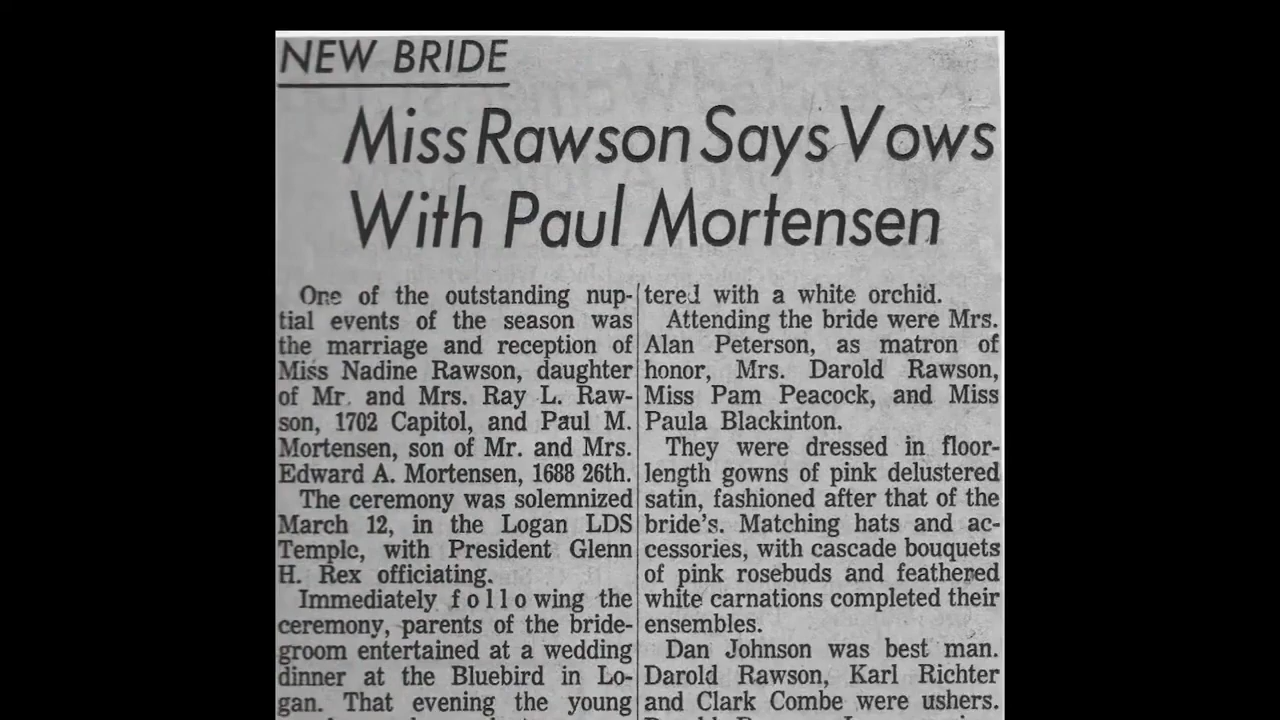 NEW BRIDE
Miss Rawson Says Vows
With Paul Mortensen
One of the outstanding nup-
tial events of the season was
the marriage and reception of
Miss Nadine Rawson, daughter
of Mr. and Mrs. Ray L. Raw-
son, 1702 Capitol, and Paul M.
Mortensen, son of Mr. and Mrs.
Edward A. Mortensen, 1688 26th.
The ceremony was solemnized
March 12, in the Logan LDS
Temple, with President Glenn
H. Rex officiating.
Immediately following the
ceremony, parents of the bride-
groom entertained at a wedding
dinner at the Bluebird in Lo-
gan. That evening the young
tered with a white orchid.
Attending the bride were Mrs.
Alan Peterson, as matron of
honor, Mrs. Darold Rawson,
Miss Pam Peacock, and Miss
Paula Blackinton.
They were dressed in floor-
length gowns of pink delustered
satin, fashioned after that of the
bride's. Matching hats and ac-
cessories, with cascade bouquets
of pink rosebuds and feathered
white carnations completed their
ensembles.
Dan Johnson was best man.
Darold Rawson, Karl Richter
and Clark Combe were ushers.